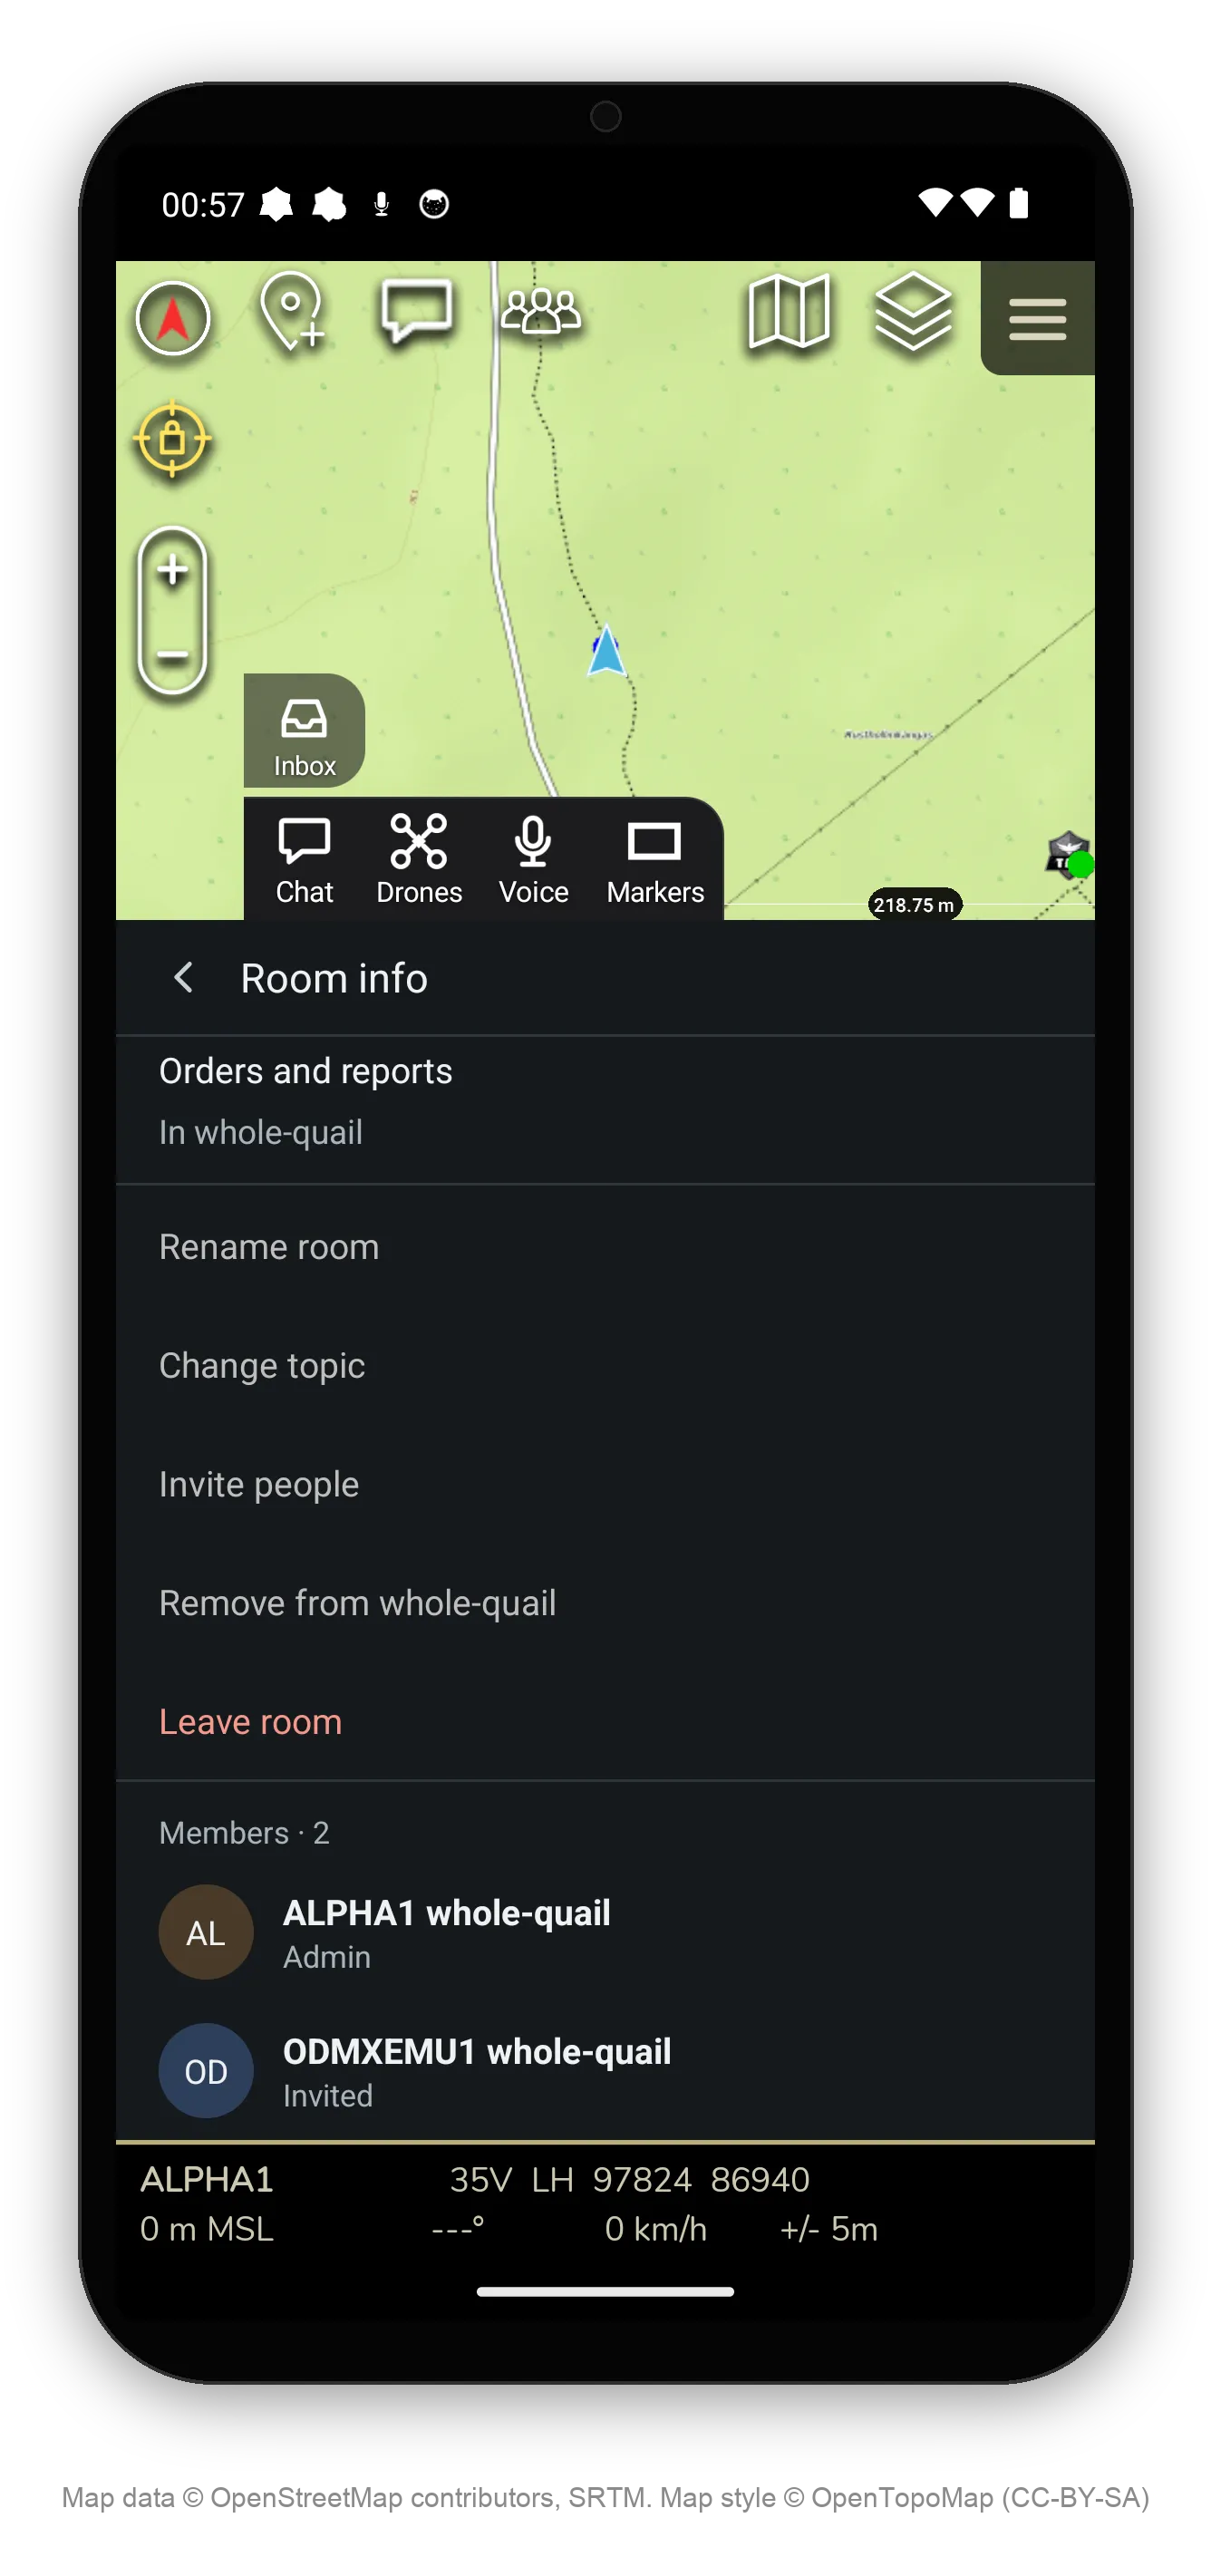 00:57
Inbox
Chat
Drones
Voice
Markers
218.75 m
Room info
Orders and reports
In whole-quail
Rename room
Change topic
Invite people
Remove from whole-quail
Leave room
Members · 2
AL
ALPHA1 whole-quail
Admin
OD
ODMXEMU1 whole-quail
Invited
ALPHA1 35V LH 97824 86940
0 m MSL ---° 0 km/h +/- 5m
Map data © OpenStreetMap contributors, SRTM. Map style © OpenTopoMap (CC-BY-SA)